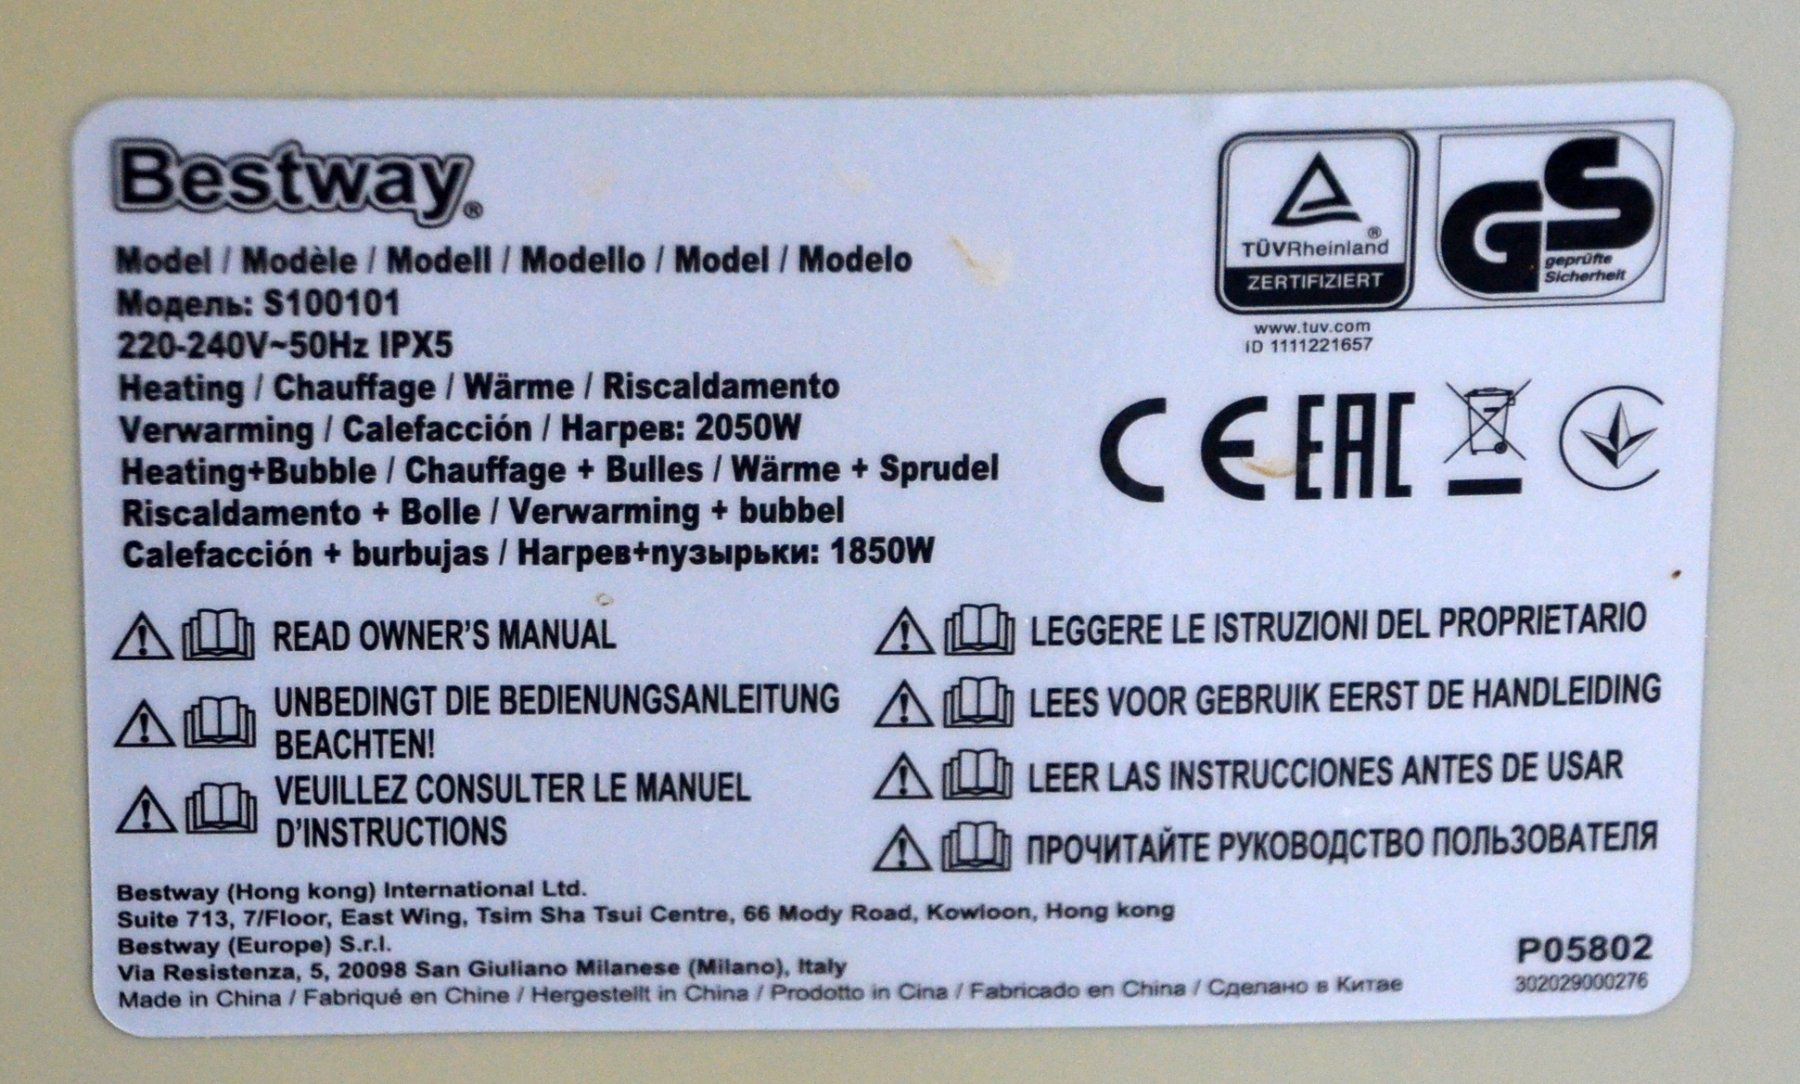 Bestway®
Model / Modèle / Modell / Modello / Model / Modelo
Модель: S100101
220-240V~50Hz IPX5
Heating / Chauffage / Wärme / Riscaldamento
Verwarming / Calefacción / Нагрев: 2050W
Heating+Bubble / Chauffage + Bulles / Wärme + Sprudel
Riscaldamento + Bolle / Verwarming + bubbel
Calefacción + burbujas / Нагрев+пузырьки: 1850W
TÜVRheinland®
ZERTIFIZIERT
GS
geprüfte
Sicherheit
www.tuv.com
ID 1111221657
CE EAC
READ OWNER'S MANUAL
UNBEDINGT DIE BEDIENUNGSANLEITUNG
BEACHTEN!
VEUILLEZ CONSULTER LE MANUEL
D'INSTRUCTIONS
LEGGERE LE ISTRUZIONI DEL PROPRIETARIO
LEES VOOR GEBRUIK EERST DE HANDLEIDING
LEER LAS INSTRUCCIONES ANTES DE USAR
ПРОЧИТАЙТЕ РУКОВОДСТВО ПОЛЬЗОВАТЕЛЯ
Bestway (Hong kong) International Ltd.
Suite 713, 7/Floor, East Wing, Tsim Sha Tsui Centre, 66 Mody Road, Kowloon, Hong kong
Bestway (Europe) S.r.l.
Via Resistenza, 5, 20098 San Giuliano Milanese (Milano), Italy
Made in China / Fabriqué en Chine / Hergestellt in China / Prodotto in Cina / Fabricado en China / Сделано в Китае
P05802
302029000276